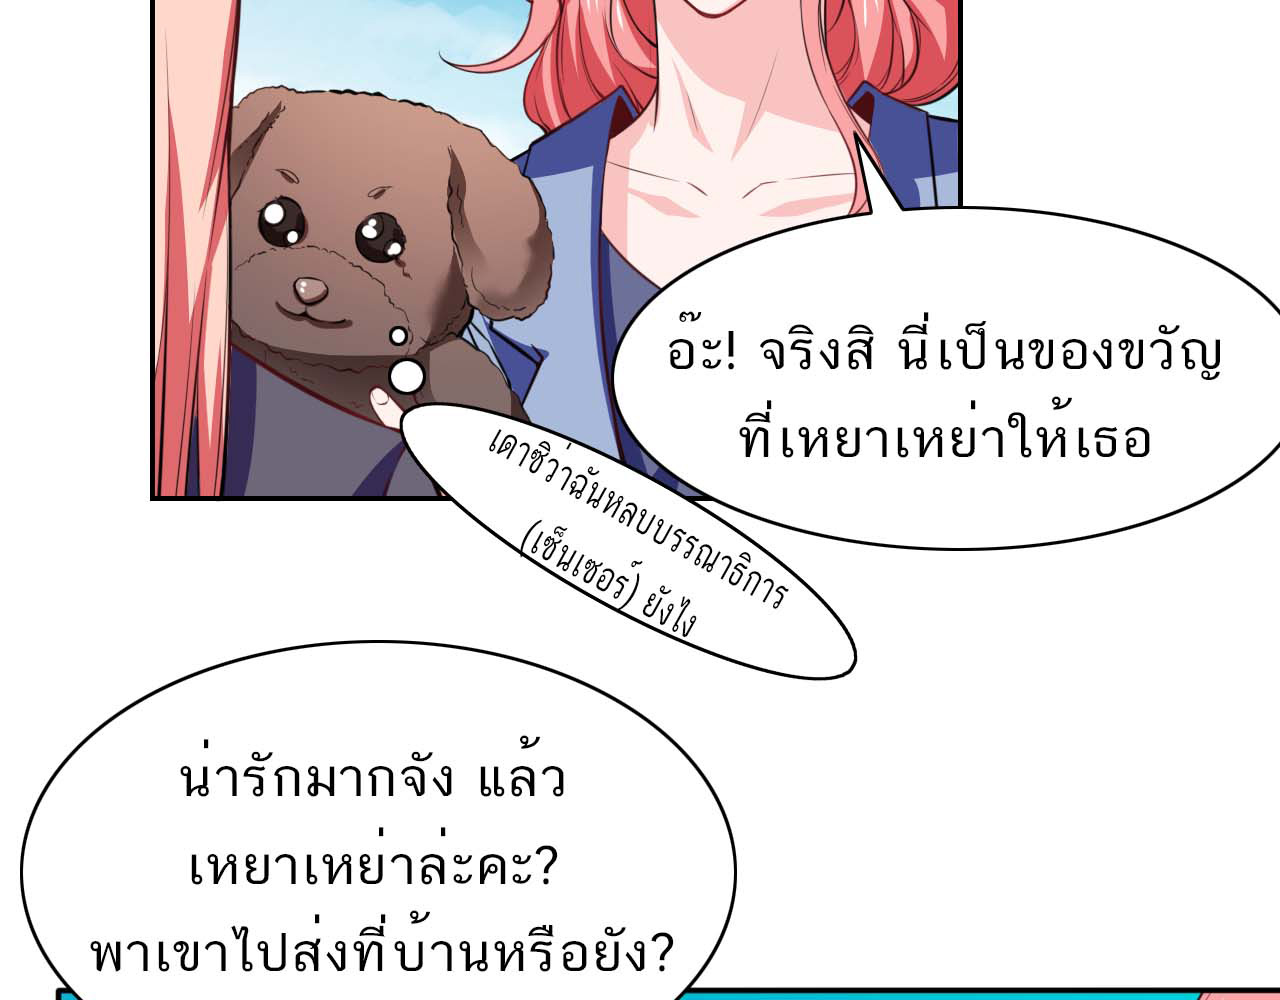 อ๊ะ! จริงสิ นี่เป็นของขวัญ
ที่เหยาเหย่าให้เธอ
เดาซิว่าฉันหลบบรรณาธิการ
(เซ็นเซอร์) ยังไง
น่ารักมากจัง แล้ว
เหยาเหย่าล่ะคะ?
พาเขาไปส่งที่บ้านหรือยัง?